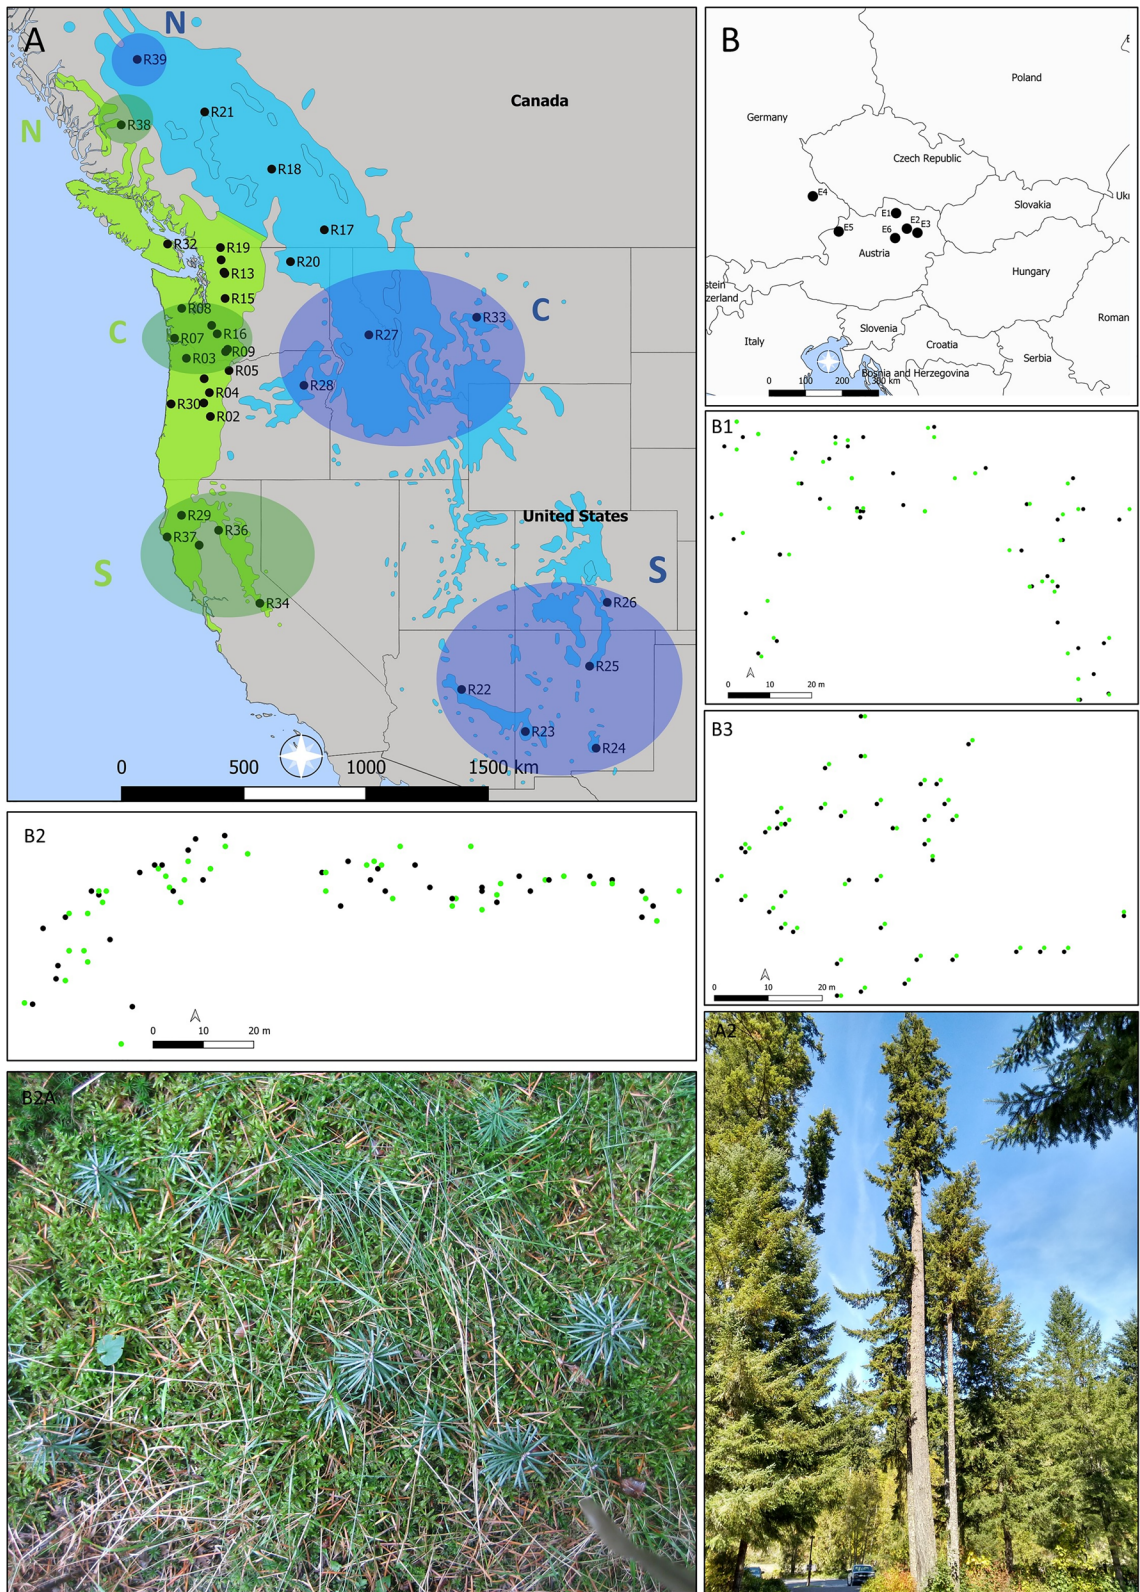 A
N
R39
R21
Canada
N
R38
R18
R17
R32
R19
R20
R13
R15
R08
C
R33
C
R16
R27
R07
R09
R03
R05
R28
R04
R30
R02
R29
United States
R36
R37
S
S
R26
R34
R25
R22
R23
R24
0 500 1000 1500 km
B
Poland
Germany
Czech Republic
E4
Slovakia
Uk
E1
E2
E5
E6
E3
Austria
Hungary
stein
zerland
Roman
Slovenia
Italy
Croatia
Serbia
Bosnia and Herzegovina
0 100 200 300 km
B1
0 10 20 m
B3
0 10 20 m
B2
0 10 20 m
A2
B2A